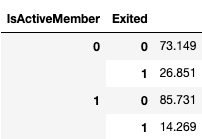 IsActiveMember Exited
0 0 73.149
1 26.851
1 0 85.731
1 14.269